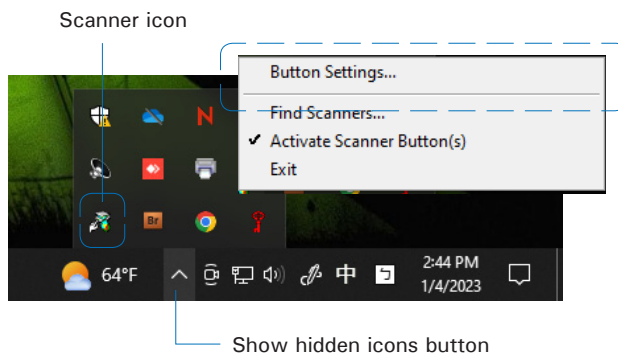 Scanner icon
Button Settings...
Find Scanners...
Activate Scanner Button(s)
Exit
N
Br
64°F
中
ㄅ
2:44 PM
1/4/2023
Show hidden icons button